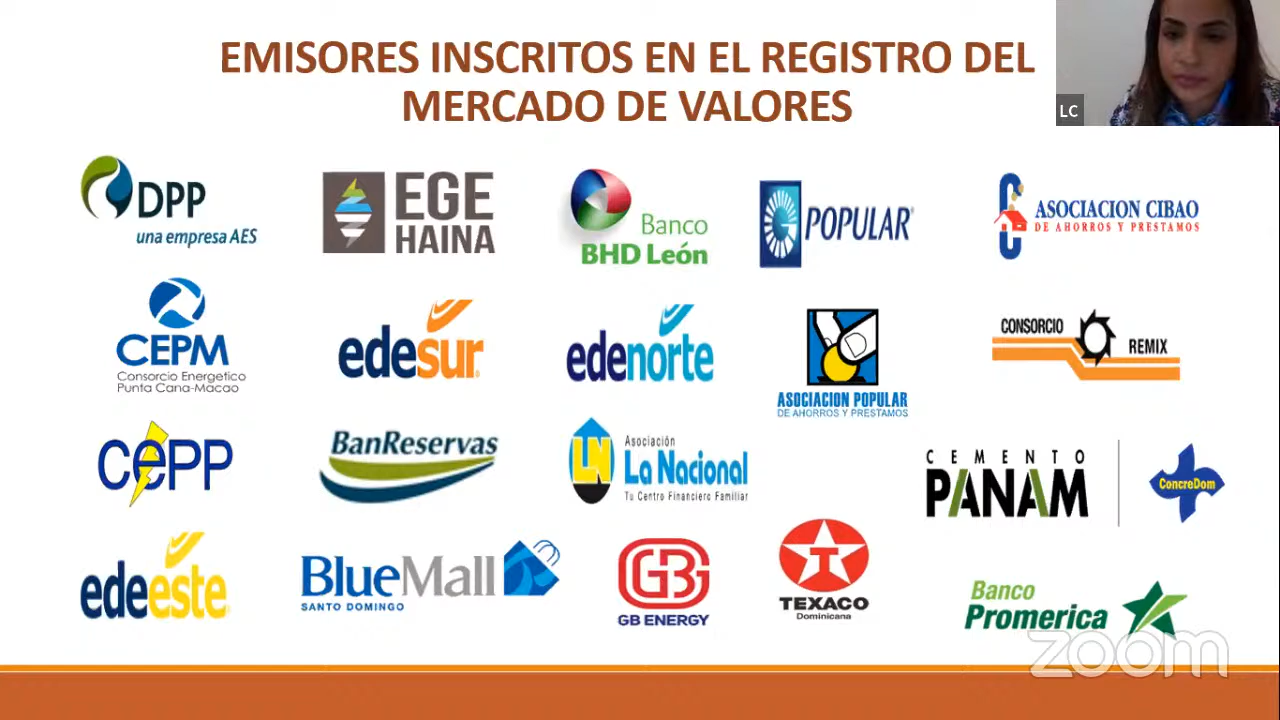 EMISORES INSCRITOS EN EL REGISTRO DEL
MERCADO DE VALORES
LC
DPP
una empresa AES
EGE
HAINA
Banco
BHD León
POPULAR
ASOCIACION CIBAO
DE AHORROS Y PRESTAMOS
CEPM
Consorcio Energetico
Punta Cana-Macao
edesur
edenorte
ASOCIACION POPULAR
DE AHORROS Y PRESTAMOS
CONSORCIO
REMIX
cePP
BanReservas
LN
Asociación
La Nacional
Tu Centro Financiero Familiar
CEMENTO
PANAM
ConcreDom
edeeste
BlueMall
SANTO DOMINGO
GB
GB ENERGY
T
TEXACO
Dominicana
Banco
Promerica
zoom